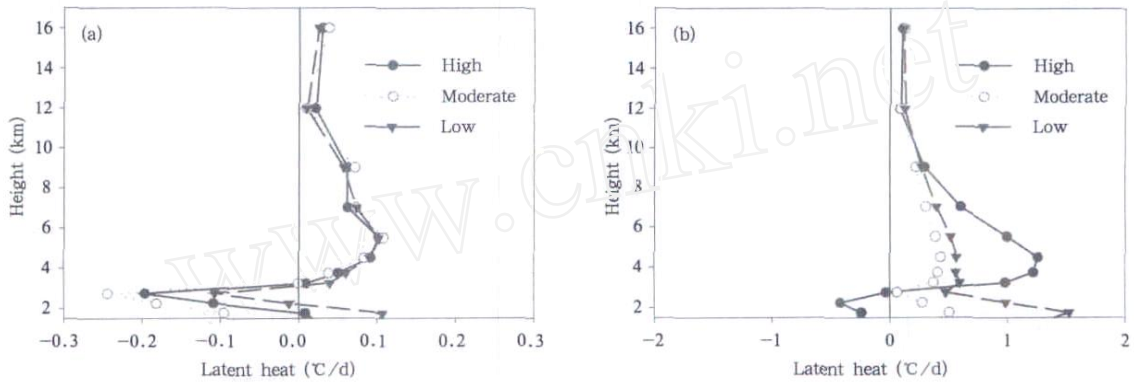 (a)
High
Moderate
Low
16
14
12
10
8
6
4
2
Height (km)
−0.3
−0.2
−0.1
0.0
0.1
0.2
0.3
Latent heat (℃/d)
(b)
High
Moderate
Low
16
14
12
10
8
6
4
2
Height (km)
−2
−1
0
1
2
Latent heat (℃/d)
www.cnki.net